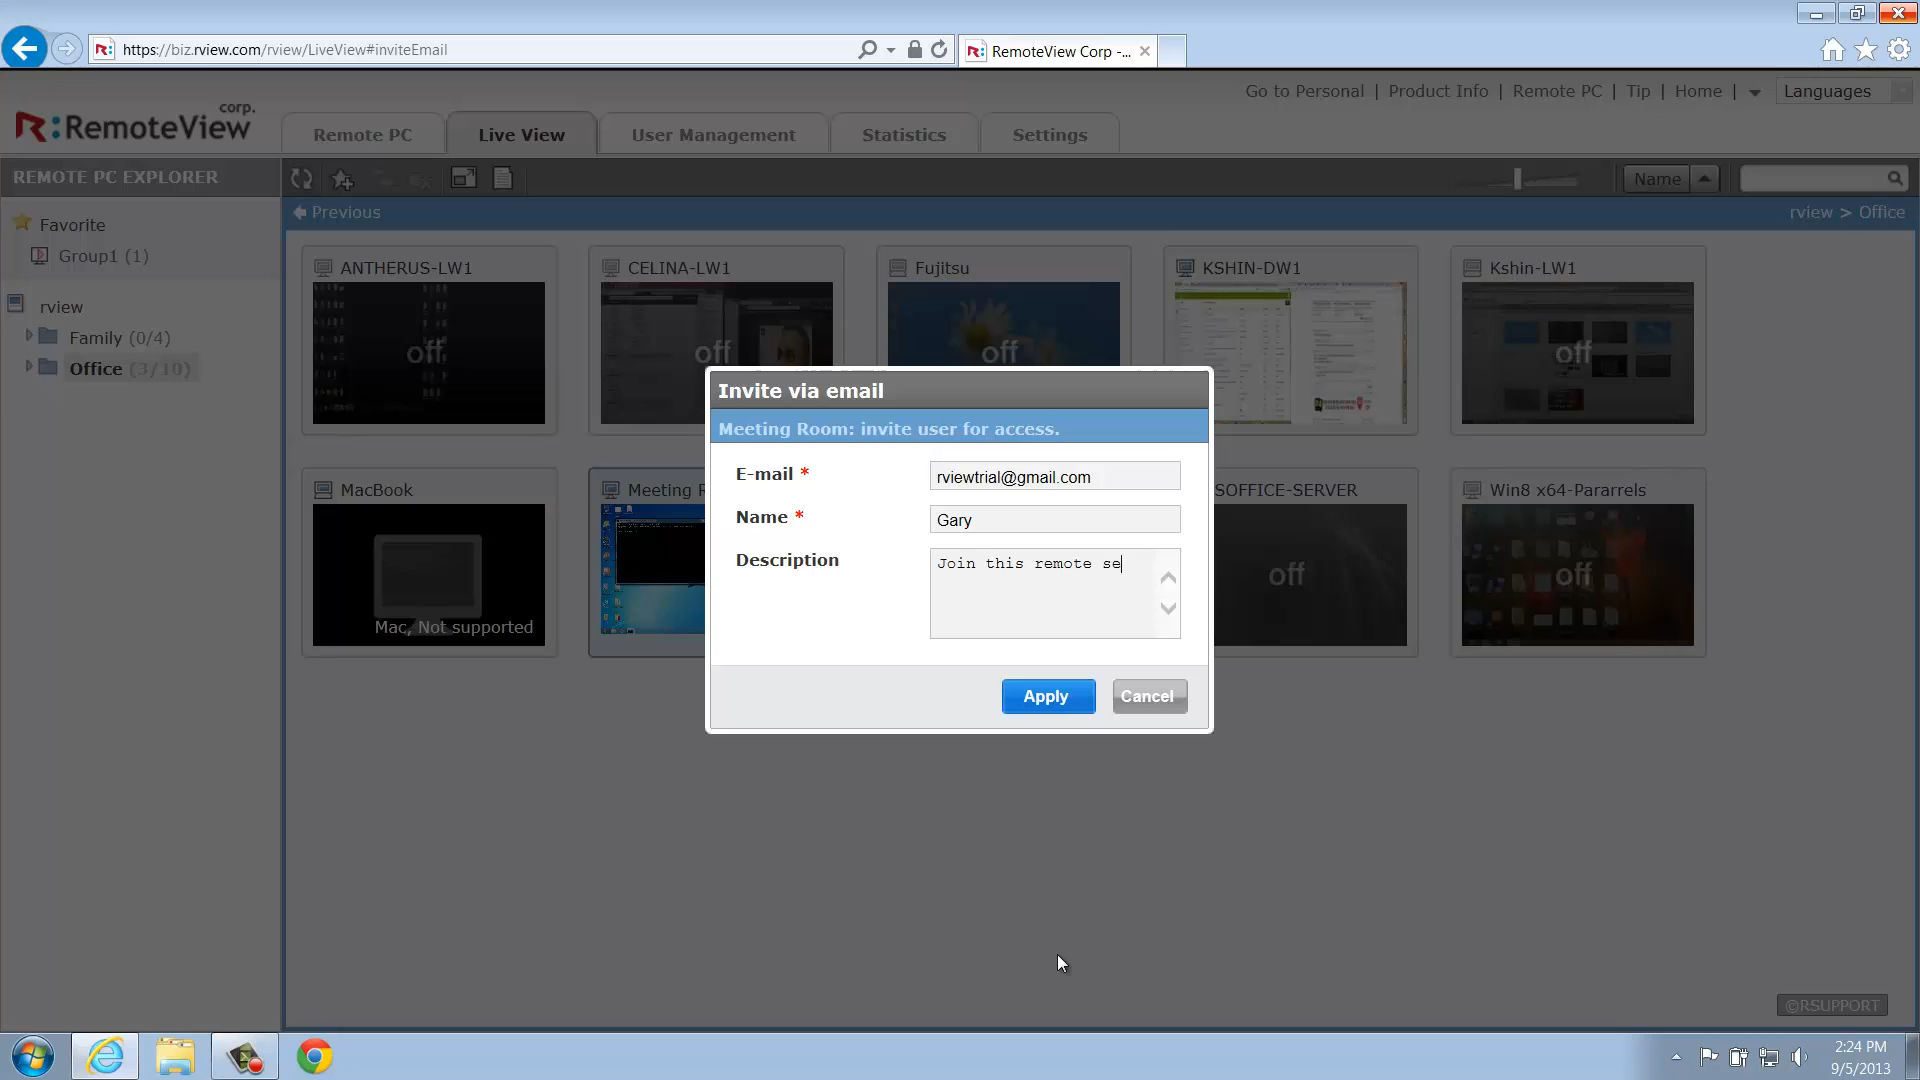 https://biz.rview.com/rview/LiveView#inviteEmail
R: RemoteView Corp -...
Go to Personal | Product Info | Remote PC | Tip | Home | Languages
R:RemoteView corp.
Remote PC
Live View
User Management
Statistics
Settings
REMOTE PC EXPLORER
Name
Previous
rview > Office
Favorite
Group1 (1)
rview
Family (0/4)
Office (3/10)
ANTHERUS-LW1
CELINA-LW1
Fujitsu
KSHIN-DW1
Kshin-LW1
off
off
off
off
Invite via email
Meeting Room: invite user for access.
E-mail *
rviewtrial@gmail.com
Name *
Gary
Description
Join this remote se
Apply
Cancel
MacBook
Meeting R
SOFFICE-SERVER
Win8 x64-Pararrels
Mac, Not supported
off
off
©RSUPPORT
2:24 PM
9/5/2013